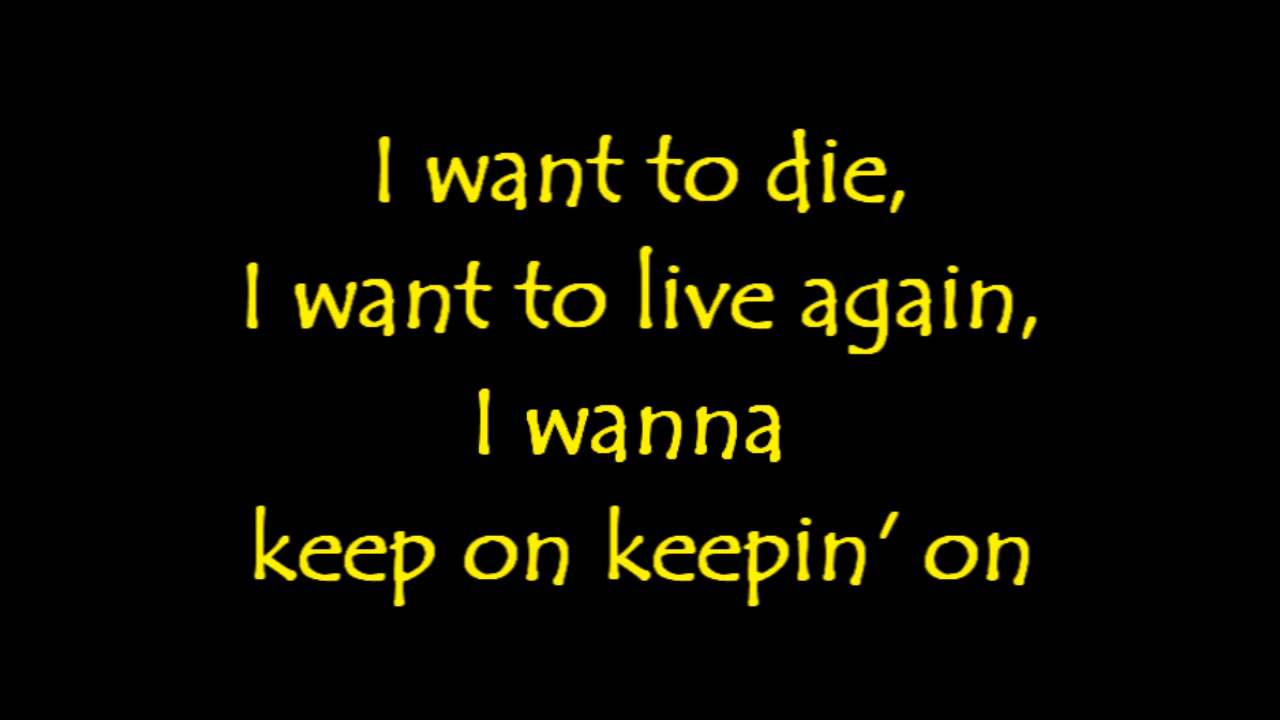 I want to die,
I want to live again,
I wanna
keep on keepin’ on